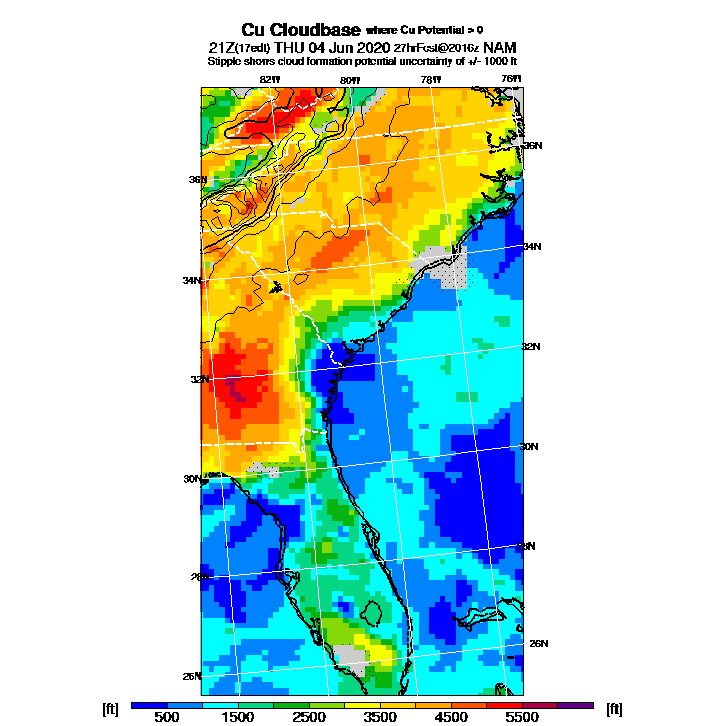 Cu Cloudbase where Cu Potential > 0
21Z(17edt) THU 04 Jun 2020 27hrFcst@2016z NAM
Stipple shows cloud formation potential uncertainty of +/- 1000 ft
82W 80W 78W 76W
36N
36N
34N
34N
32N
32N
30N
30N
28N
28N
26N
26N
[ft] 500 1500 2500 3500 4500 5500 [ft]